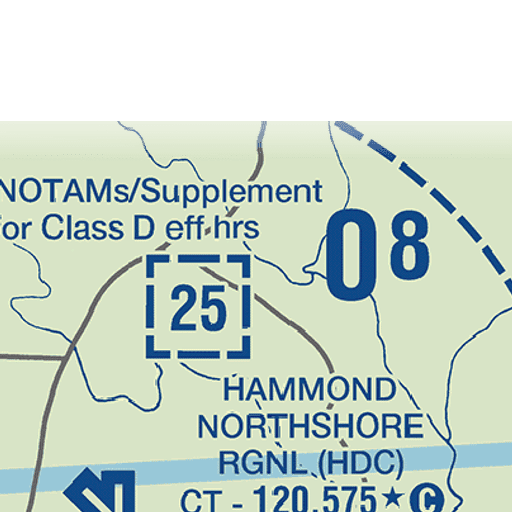 NOTAMs/Supplement
for Class D eff hrs
08
25
HAMMOND
NORTHSHORE
RGNL (HDC)
CT - 120.575 ★ C